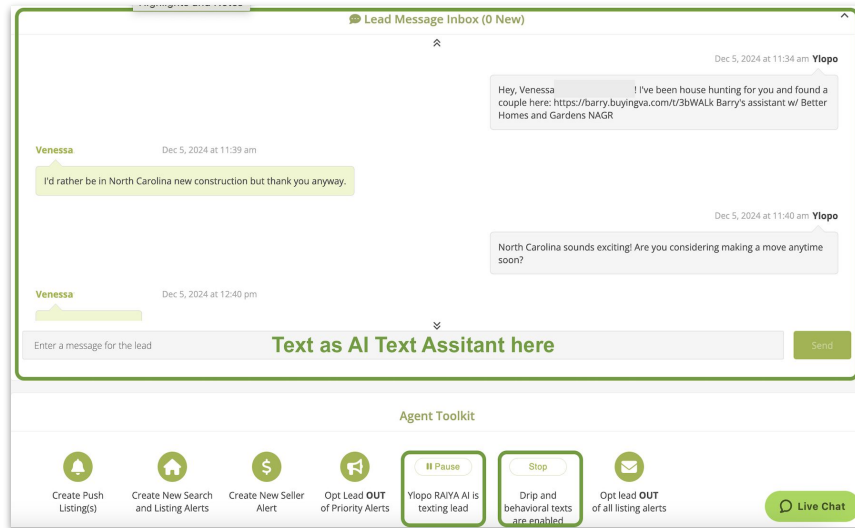 Lead Message Inbox (0 New)
Dec 5, 2024 at 11:34 am Ylopo
Hey, Venessa ! I've been house hunting for you and found a
couple here: https://barry.buyingva.com/t/3bWALk Barry's assistant w/ Better
Homes and Gardens NAGR
Venessa Dec 5, 2024 at 11:39 am
I'd rather be in North Carolina new construction but thank you anyway.
Dec 5, 2024 at 11:40 am Ylopo
North Carolina sounds exciting! Are you considering making a move anytime
soon?
Venessa Dec 5, 2024 at 12:40 pm
Enter a message for the lead
Text as AI Text Assitant here
Send
Agent Toolkit
Create Push
Listing(s)
Create New Search
and Listing Alerts
$
Create New Seller
Alert
Opt Lead OUT
of Priority Alerts
Pause
Ylopo RAIYA AI is
texting lead
Stop
Drip and
behavioral texts
are enabled
Opt lead OUT
of all listing alerts
Live Chat